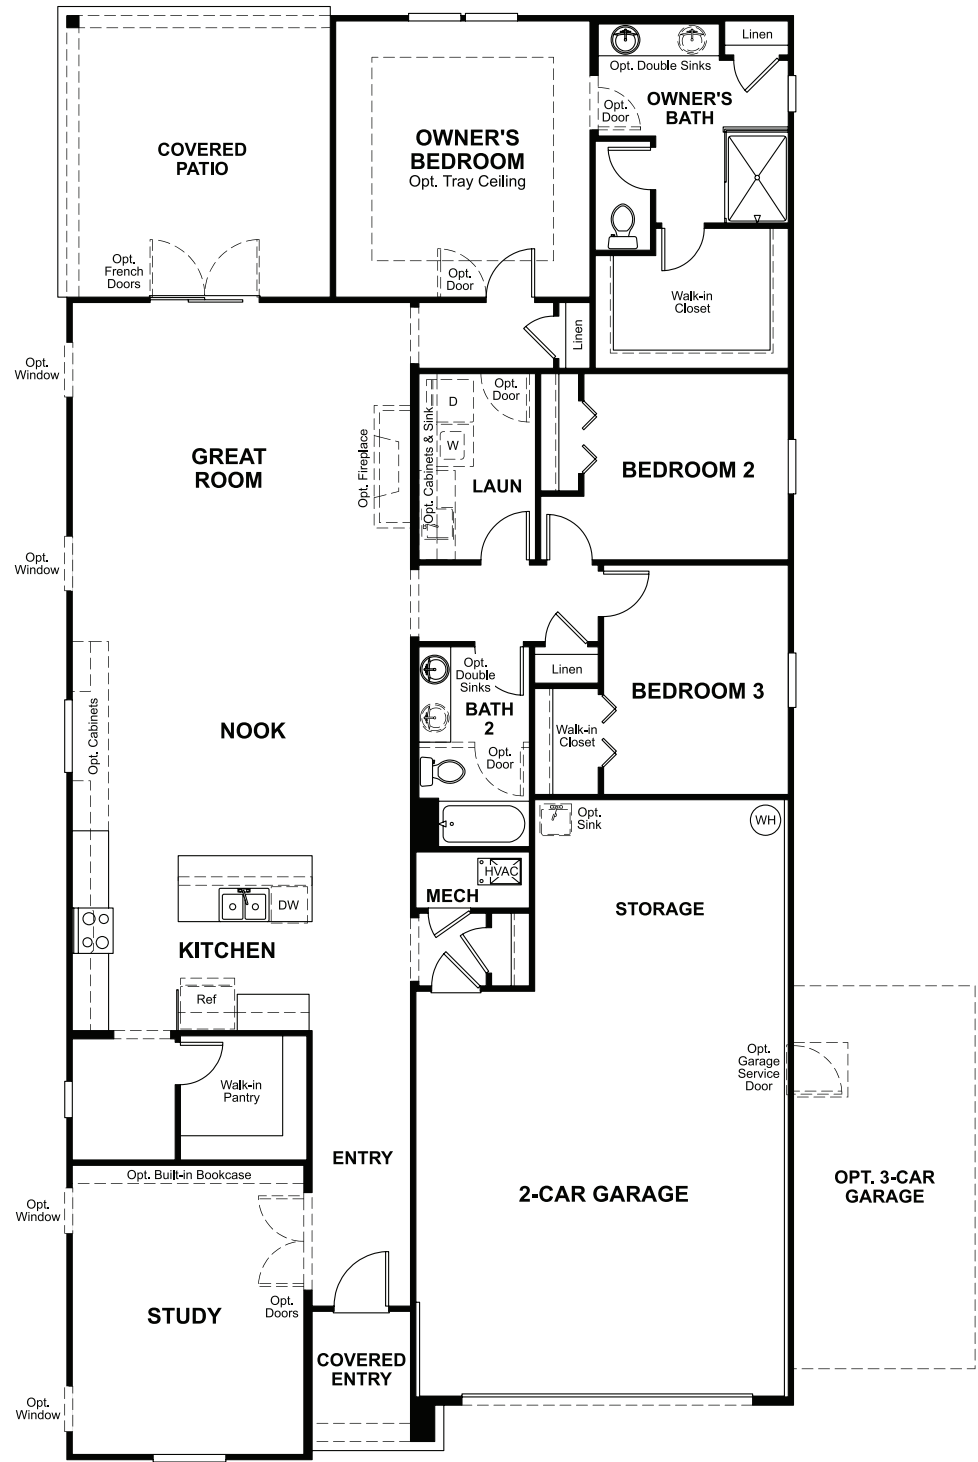 Linen
Opt. Double Sinks
OWNER'S
BATH
Opt.
Door
COVERED
PATIO
OWNER'S
BEDROOM
Opt. Tray Ceiling
Opt.
French
Doors
Opt.
Door
Walk-in
Closet
Linen
Opt.
Window
GREAT
ROOM
Opt. Fireplace
Opt. Cabinets & Sink
D
W
Opt.
Door
LAUN
BEDROOM 2
Opt.
Window
Opt.
Double
Sinks
BATH
2
Opt.
Door
Linen
Walk-in
Closet
BEDROOM 3
Opt. Cabinets
NOOK
Opt.
Sink
WH
HVAC
MECH
STORAGE
DW
KITCHEN
Ref
Walk-in
Pantry
Opt.
Garage
Service
Door
ENTRY
2-CAR GARAGE
OPT. 3-CAR
GARAGE
Opt. Built-in Bookcase
Opt.
Window
Opt.
Doors
STUDY
COVERED
ENTRY
Opt.
Window